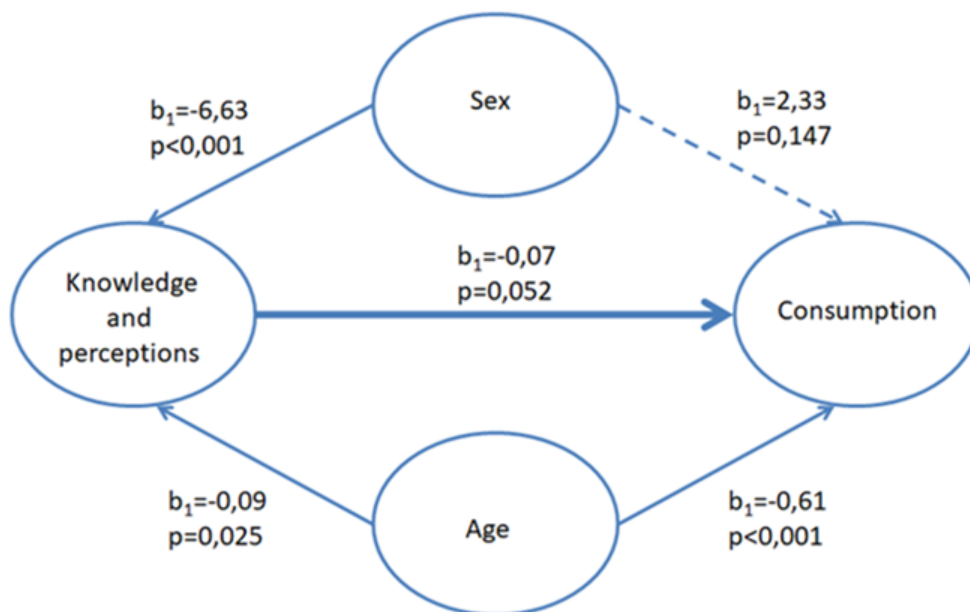 Sex
b₁=-6,63
p<0,001
b₁=2,33
p=0,147
Knowledge
and
perceptions
b₁=-0,07
p=0,052
Consumption
b₁=-0,09
p=0,025
Age
b₁=-0,61
p<0,001